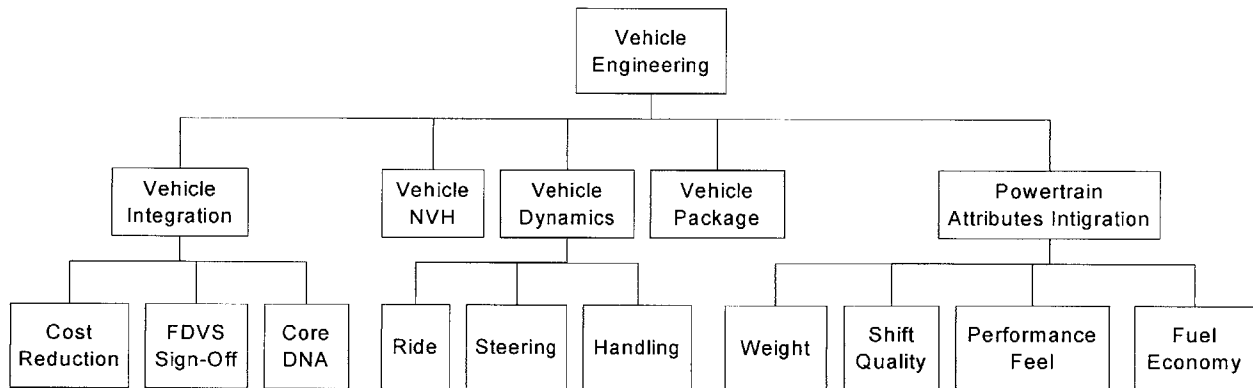 Vehicle
Engineering
Vehicle
Integration
Vehicle
NVH
Vehicle
Dynamics
Vehicle
Package
Powertrain
Attributes Intigration
Cost
Reduction
FDVS
Sign-Off
Core
DNA
Ride
Steering
Handling
Weight
Shift
Quality
Performance
Feel
Fuel
Economy